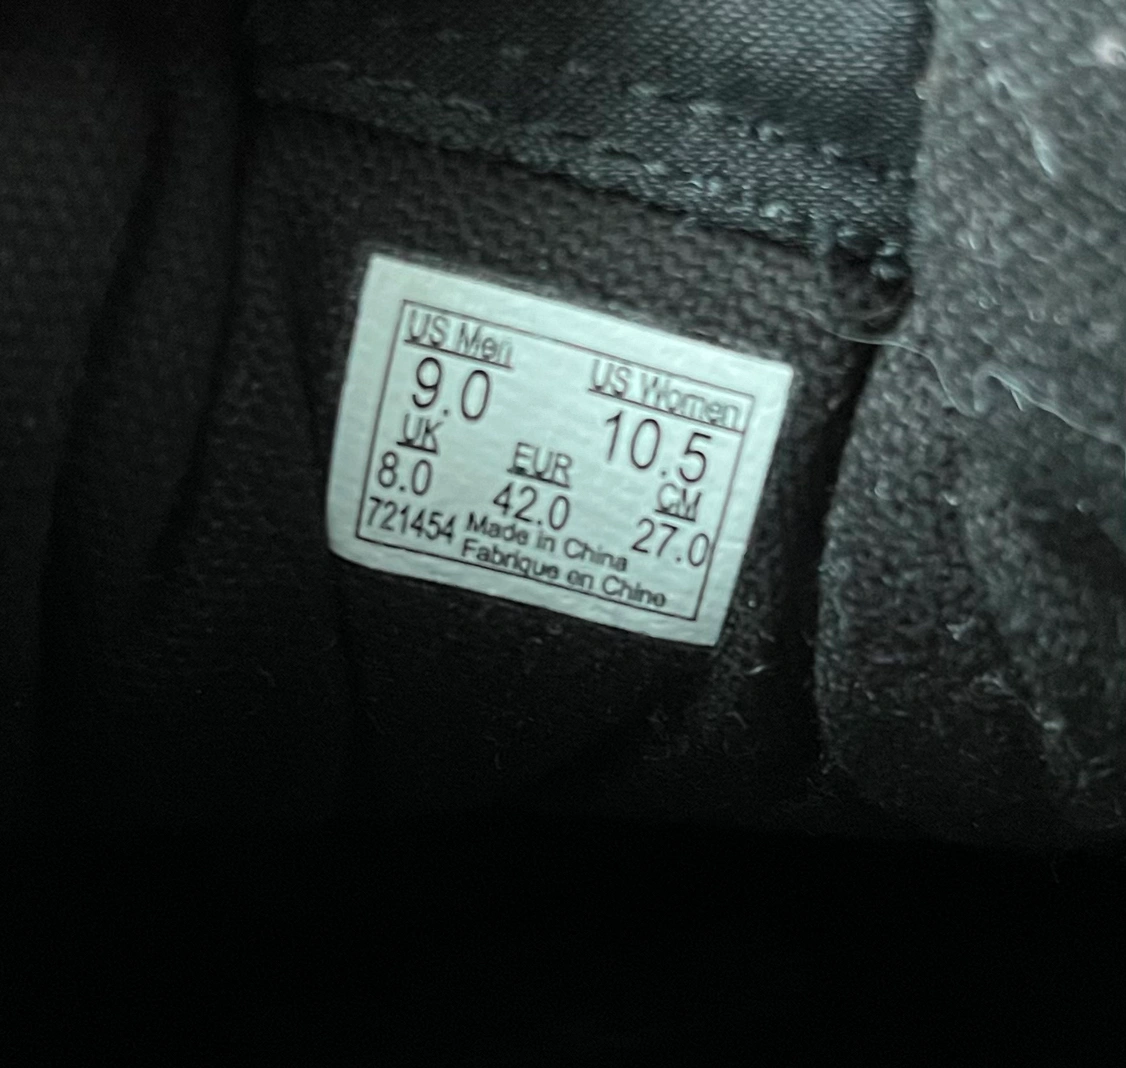 US Men US Women
9.0 10.5
UK EUR CM
8.0 42.0 27.0
721454 Made in China
Fabrique en Chine